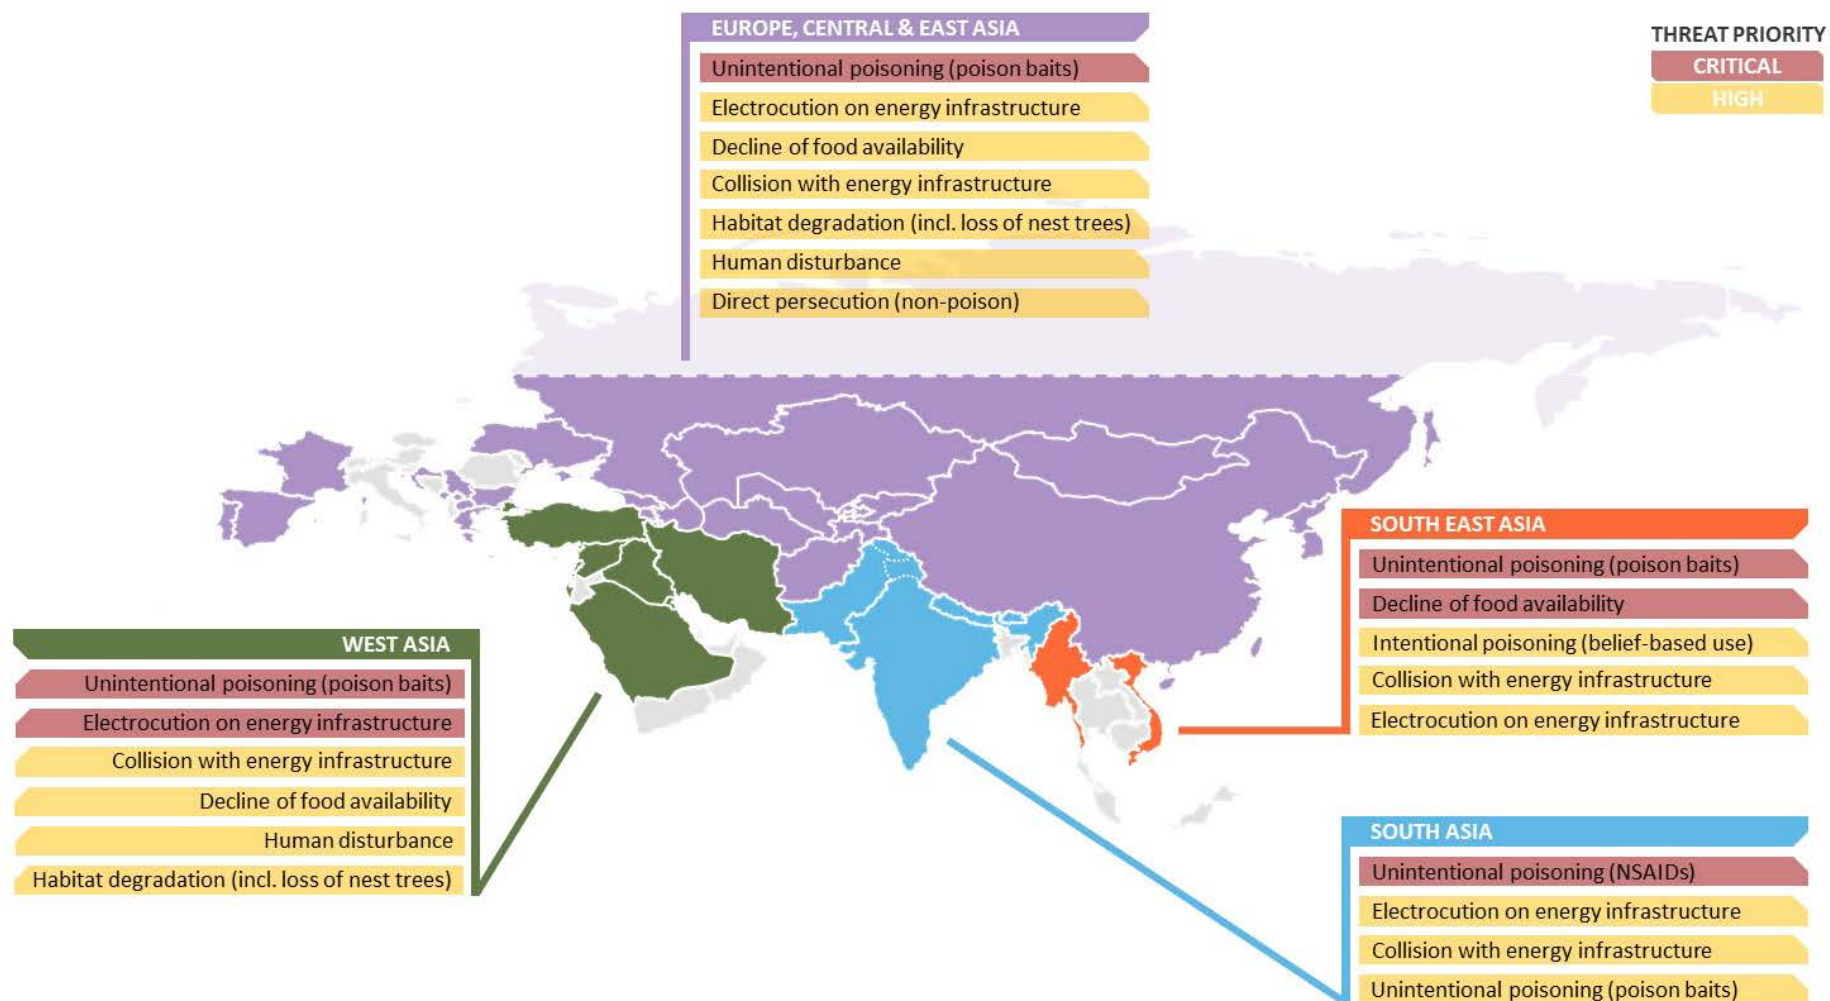 EUROPE, CENTRAL & EAST ASIA
Unintentional poisoning (poison baits)
Electrocution on energy infrastructure
Decline of food availability
Collision with energy infrastructure
Habitat degradation (incl. loss of nest trees)
Human disturbance
Direct persecution (non-poison)
THREAT PRIORITY
CRITICAL
HIGH
WEST ASIA
Unintentional poisoning (poison baits)
Electrocution on energy infrastructure
Collision with energy infrastructure
Decline of food availability
Human disturbance
Habitat degradation (incl. loss of nest trees)
SOUTH EAST ASIA
Unintentional poisoning (poison baits)
Decline of food availability
Intentional poisoning (belief-based use)
Collision with energy infrastructure
Electrocution on energy infrastructure
SOUTH ASIA
Unintentional poisoning (NSAIDs)
Electrocution on energy infrastructure
Collision with energy infrastructure
Unintentional poisoning (poison baits)